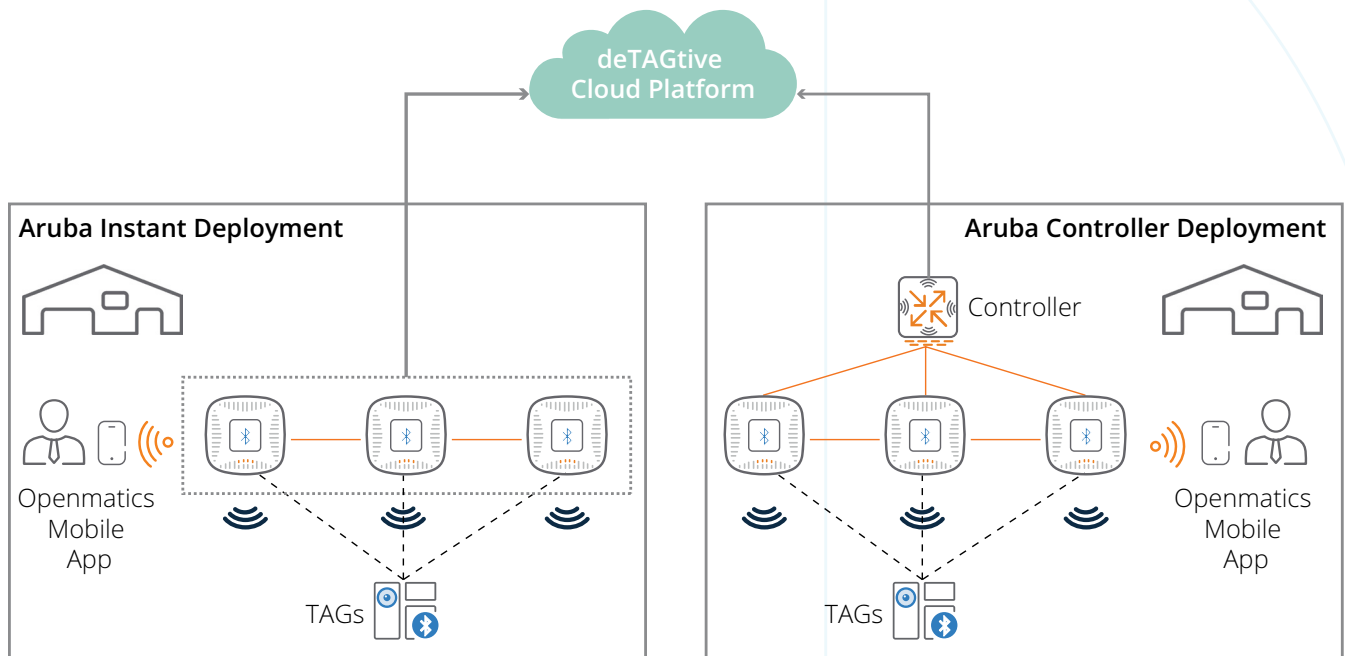 deTAGtive
Cloud Platform
Aruba Instant Deployment
Openmatics
Mobile
App
TAGs
Aruba Controller Deployment
Controller
Openmatics
Mobile
App
TAGs